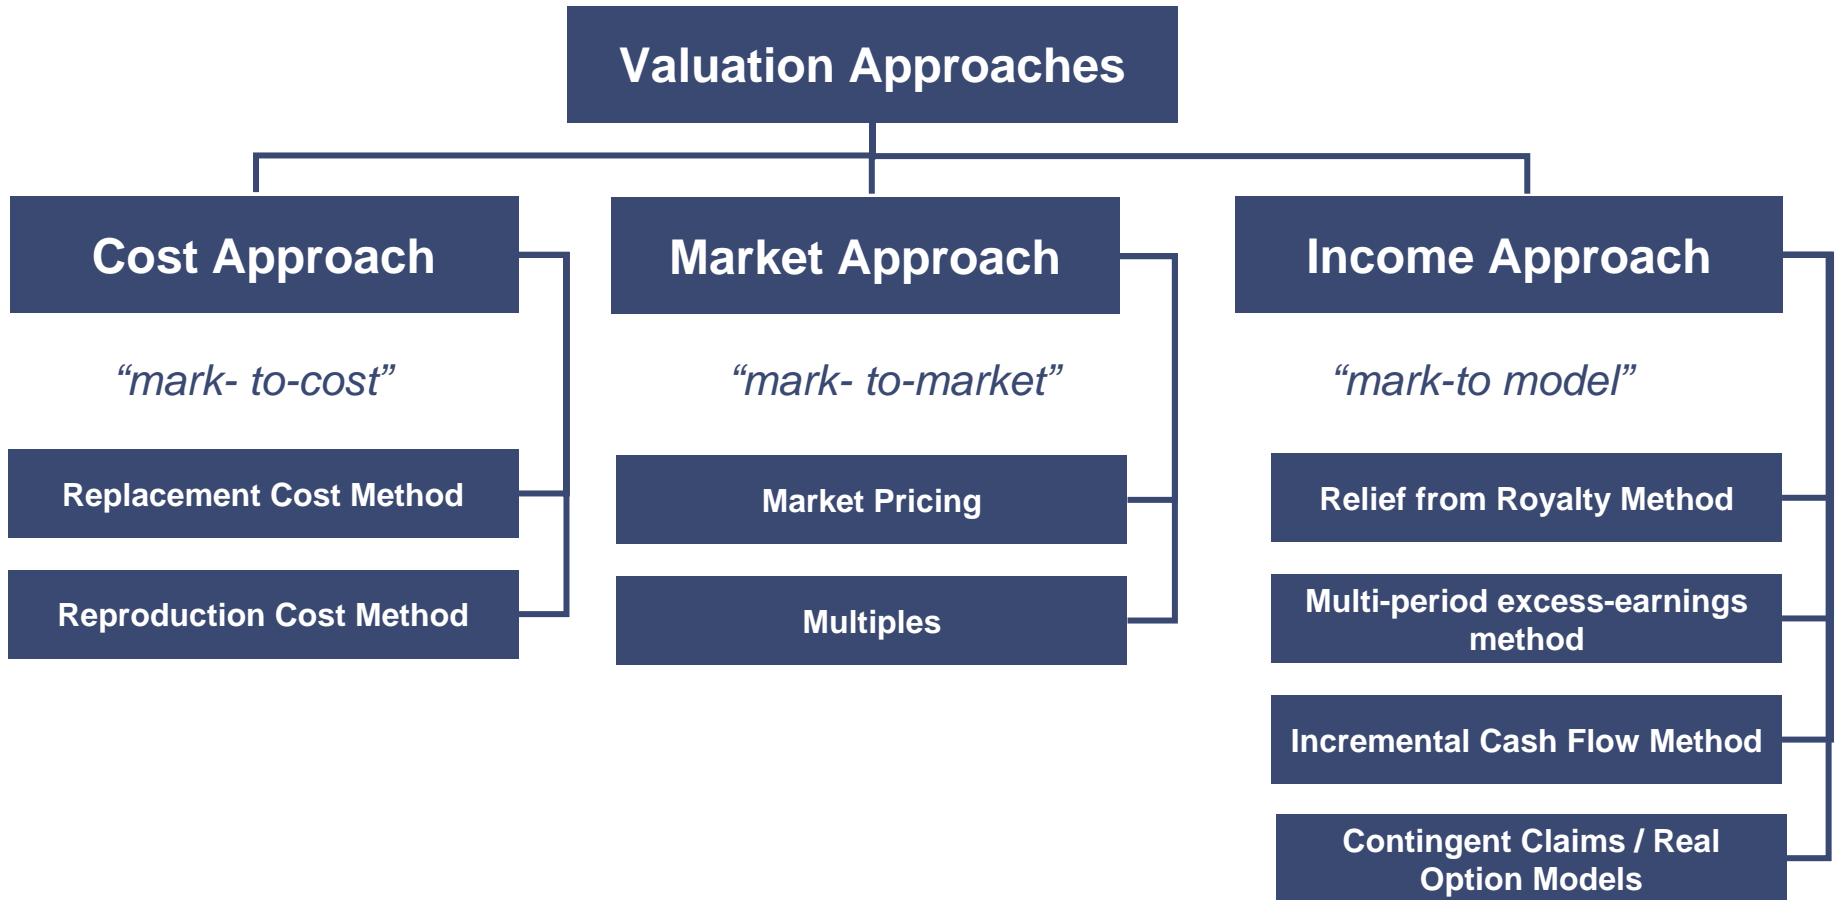 Valuation Approaches
Cost Approach
Market Approach
Income Approach
“mark- to-cost”
“mark- to-market”
“mark-to model”
Replacement Cost Method
Reproduction Cost Method
Market Pricing
Multiples
Relief from Royalty Method
Multi-period excess-earnings
method
Incremental Cash Flow Method
Contingent Claims / Real
Option Models